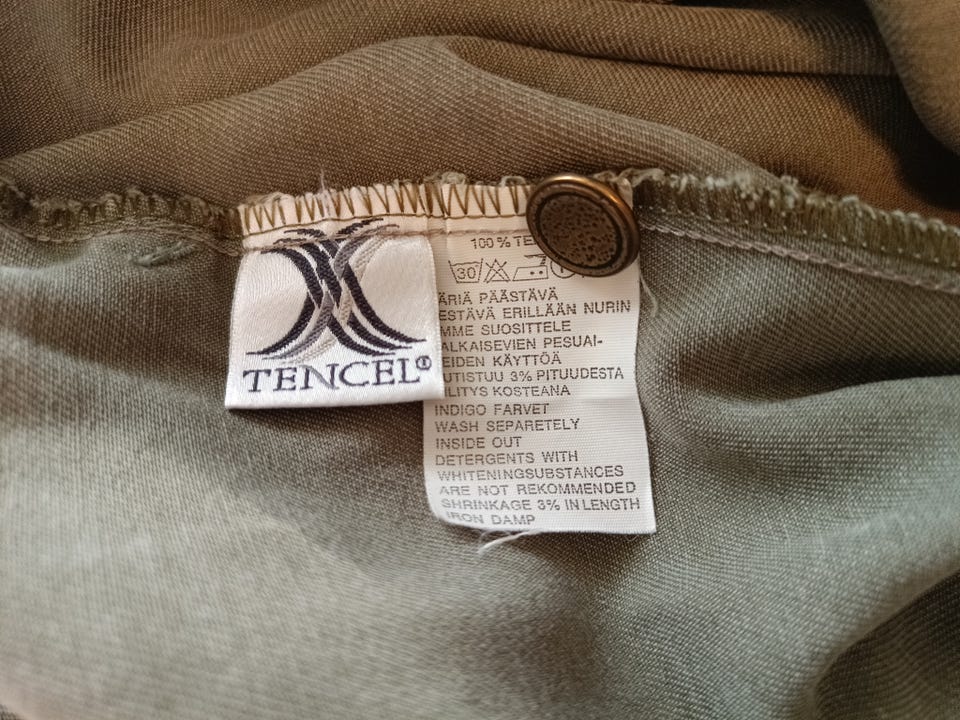 TENCEL®
100 % TE
30
ÄRIÄ PÄÄSTÄVÄ
ESTÄVÄ ERILLÄÄN NURIN
MME SUOSITTELE
ALKAISEVIEN PESUAI-
EIDEN KÄYTTÖÄ
UTISTUU 3% PITUUDESTA
ILITYS KOSTEANA
INDIGO FARVET
WASH SEPARETELY
INSIDE OUT
DETERGENTS WITH
WHITENINGSUBSTANCES
ARE NOT REKOMMENDED
SHRINKAGE 3% IN LENGTH
IRON DAMP